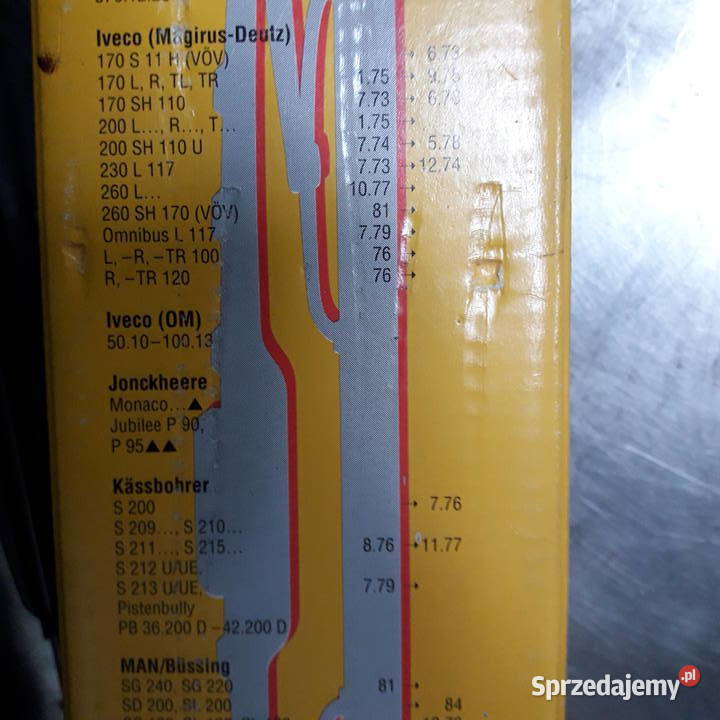 Iveco (Magirus-Deutz)
170 S 11 H (VÖV) → 6.73
170 L, R, TL, TR 1.75 → 9.75
170 SH 110 7.73 → 6.73
200 L..., R..., T... 1.75
200 SH 110 U 7.74 → 5.78
230 L 117 7.73 → 12.74
260 L... 10.77 →
260 SH 170 (VÖV) 81 →
Omnibus L 117 7.79 →
L, –R, –TR 100 76 →
R, –TR 120 76 →
Iveco (OM)
50.10–100.13
Jonckheere
Monaco...▲
Jubilee P 90,
P 95▲▲
Kässbohrer
S 200 → 7.76
S 209..., S 210...
S 211..., S 215... 8.76 → 11.77
S 212 U/UE,
S 213 U/UE, 7.79 →
Pistenbully
PB 36.200 D –42.200 D
MAN/Büssing
SG 240, SG 220 81 →
SD 200, SL 200 → 84
Sprzedajemy.pl